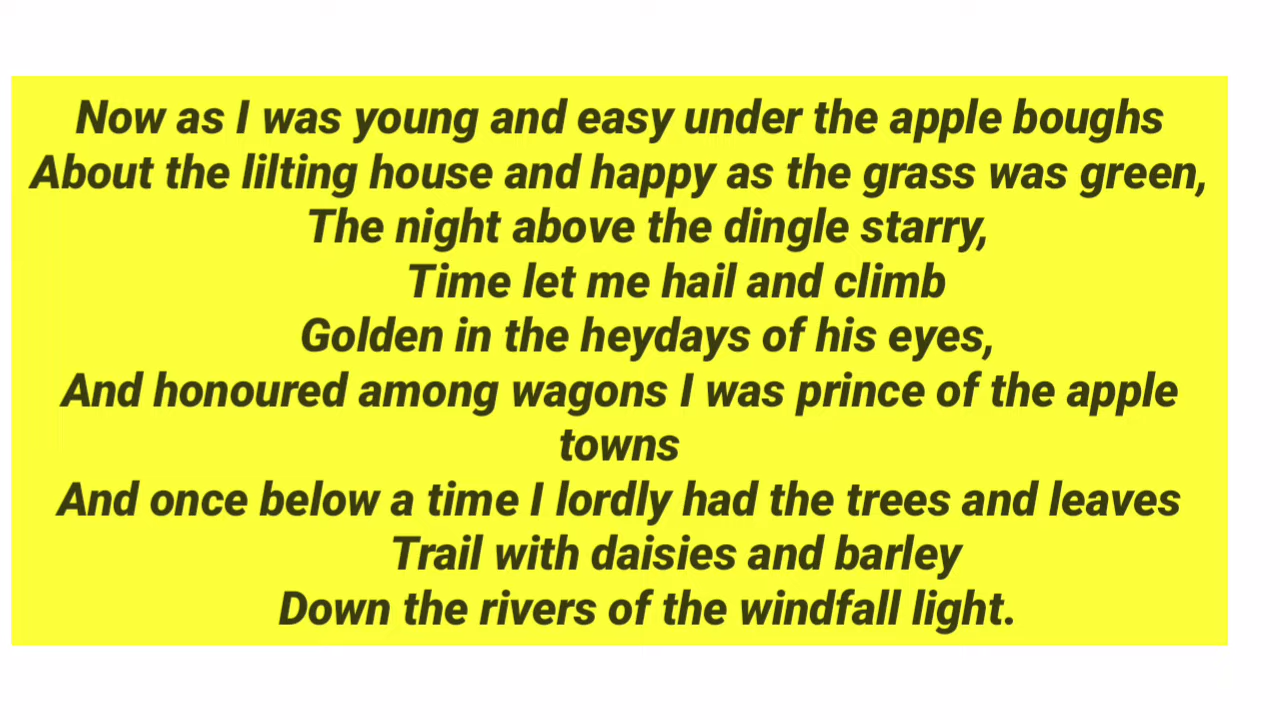 Now as I was young and easy under the apple boughs
About the lilting house and happy as the grass was green,
The night above the dingle starry,
Time let me hail and climb
Golden in the heydays of his eyes,
And honoured among wagons I was prince of the apple
towns
And once below a time I lordly had the trees and leaves
Trail with daisies and barley
Down the rivers of the windfall light.